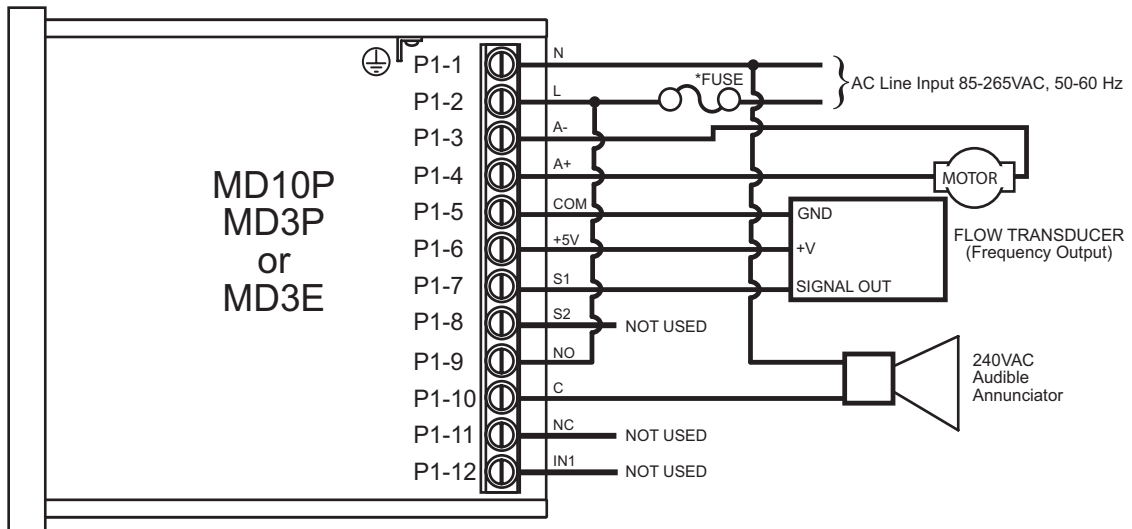 MD10P
MD3P
or
MD3E
P1-1
P1-2
P1-3
P1-4
P1-5
P1-6
P1-7
P1-8
P1-9
P1-10
P1-11
P1-12
N
L
A-
A+
COM
+5V
S1
S2
NO
C
NC
IN1
*FUSE
AC Line Input 85-265VAC, 50-60 Hz
MOTOR
GND
+V
SIGNAL OUT
FLOW TRANSDUCER
(Frequency Output)
NOT USED
240VAC
Audible
Annunciator
NOT USED
NOT USED